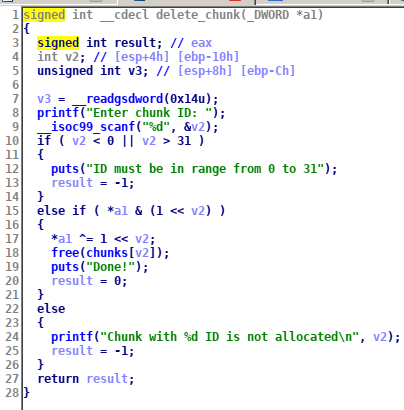 1 signed int __cdecl delete_chunk(_DWORD *a1)
2 {
3   signed int result; // eax
4   int v2; // [esp+4h] [ebp-10h]
5   unsigned int v3; // [esp+8h] [ebp-Ch]
6
7   v3 = __readgsdword(0x14u);
8   printf("Enter chunk ID: ");
9   __isoc99_scanf("%d", &v2);
10   if ( v2 < 0 || v2 > 31 )
11   {
12     puts("ID must be in range from 0 to 31");
13     result = -1;
14   }
15   else if ( *a1 & (1 << v2) )
16   {
17     *a1 ^= 1 << v2;
18     free(chunks[v2]);
19     puts("Done!");
20     result = 0;
21   }
22   else
23   {
24     printf("Chunk with %d ID is not allocated\n", v2);
25     result = -1;
26   }
27   return result;
28 }